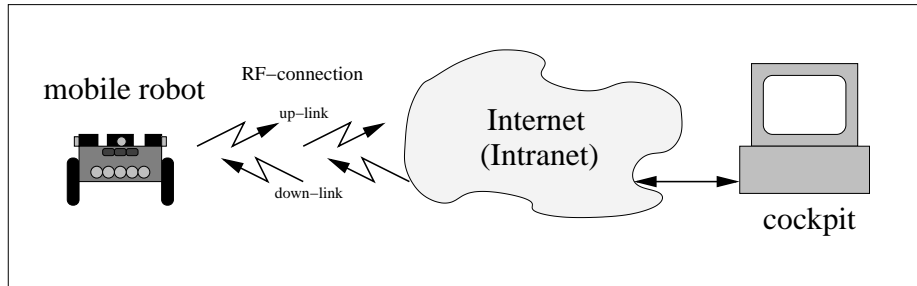 mobile robot
RF−connection
up−link
down−link
Internet
(Intranet)
cockpit